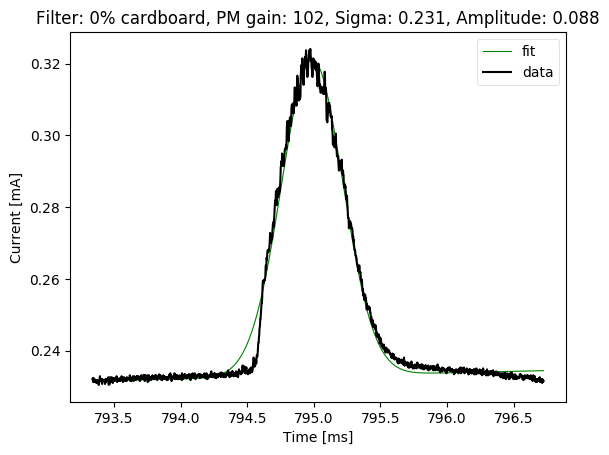 Filter: 0% cardboard, PM gain: 102, Sigma: 0.231, Amplitude: 0.088
fit
data
0.32
0.30
0.28
0.26
0.24
Current [mA]
793.5 794.0 794.5 795.0 795.5 796.0 796.5
Time [ms]